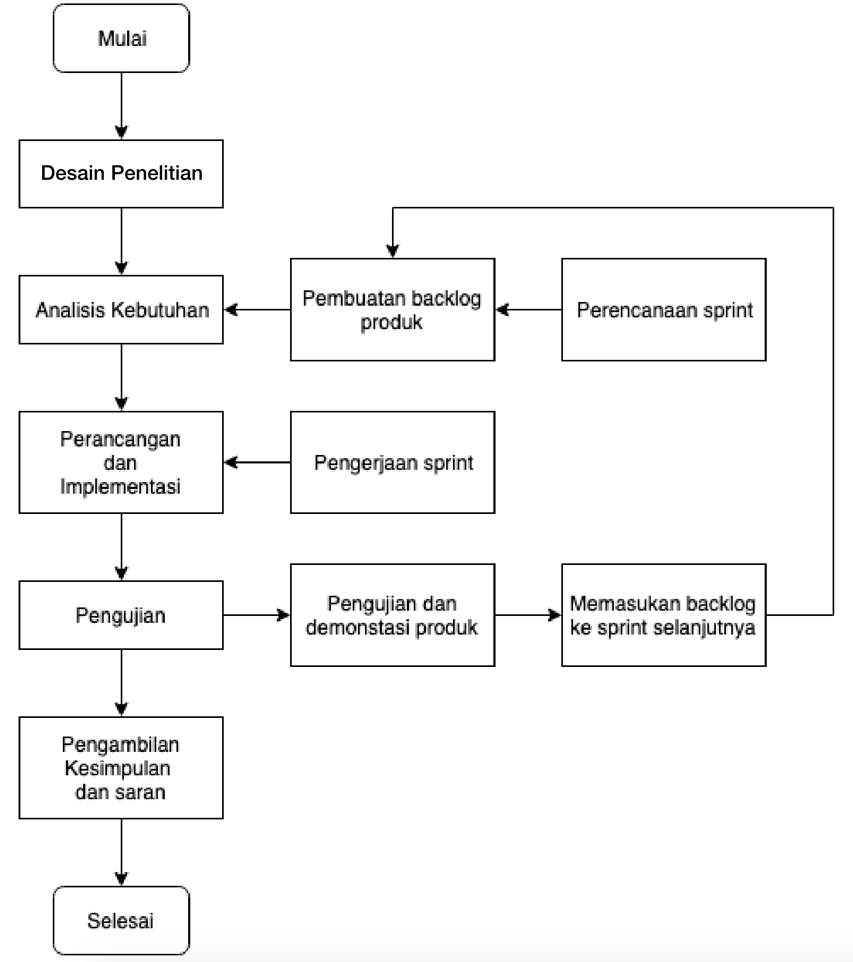 Mulai
Desain Penelitian
Analisis Kebutuhan
Pembuatan backlog
produk
Perencanaan sprint
Perancangan
dan
Implementasi
Pengerjaan sprint
Pengujian
Pengujian dan
demonstasi produk
Memasukan backlog
ke sprint selanjutnya
Pengambilan
Kesimpulan
dan saran
Selesai